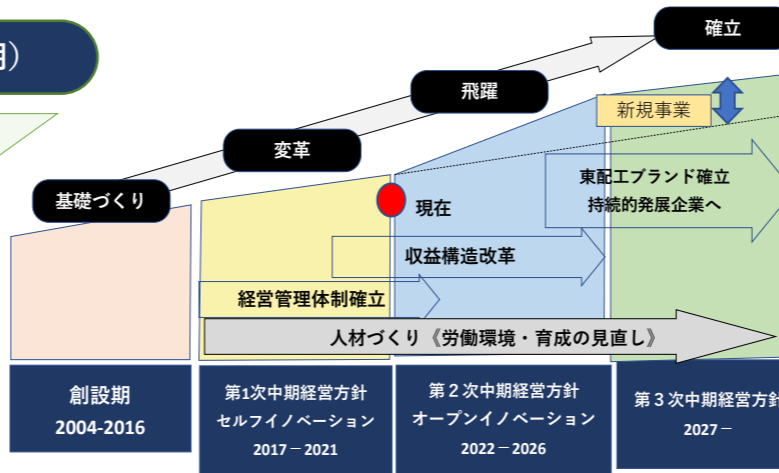 期）
確立
飛躍
新規事業
変革
東配工ブランド確立
持続的発展企業へ
基礎づくり
現在
収益構造改革
経営管理体制確立
人材づくり《労働環境・育成の見直し》
創設期
2004-2016
第1次中期経営方針
セルフイノベーション
2017－2021
第２次中期経営方針
オープンイノベーション
2022－2026
第３次中期経営方針
2027－